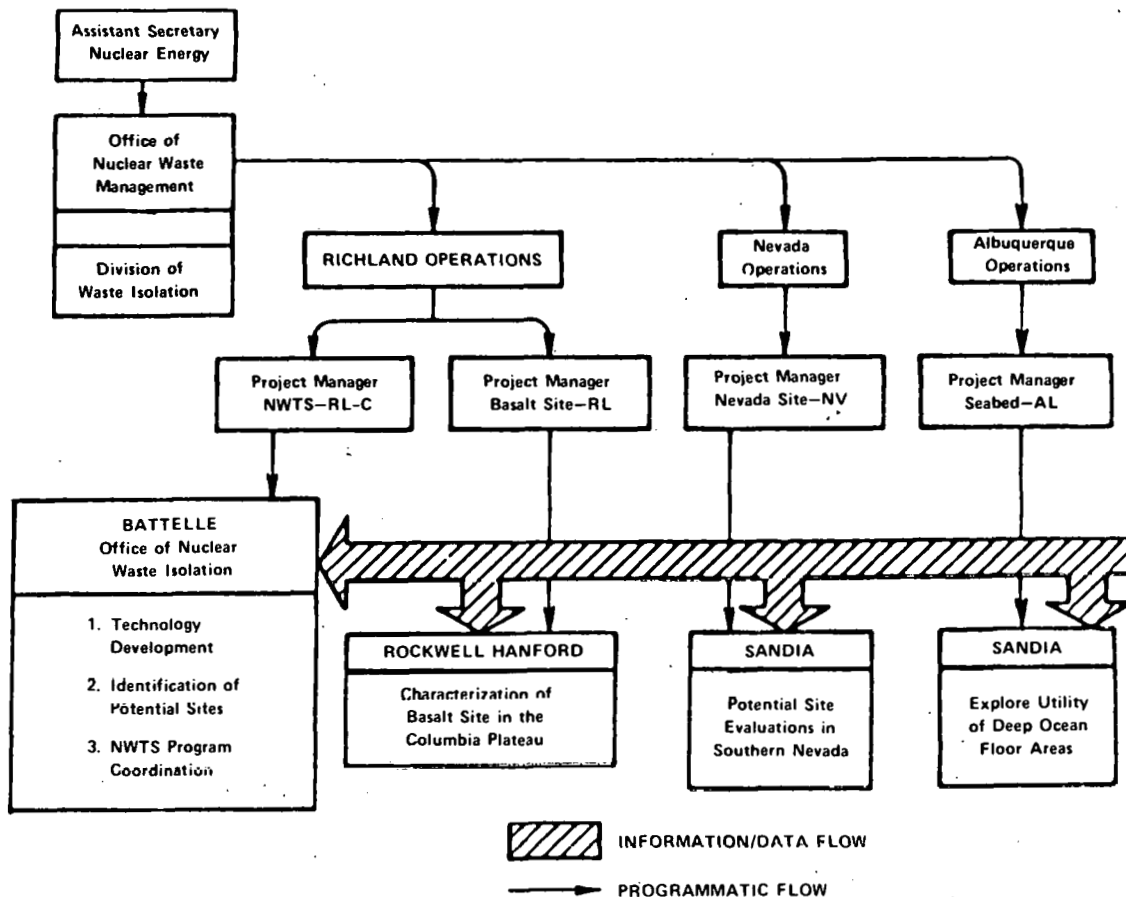 Assistant Secretary
Nuclear Energy
Office of
Nuclear Waste
Management
Division of
Waste Isolation
RICHLAND OPERATIONS
Nevada
Operations
Albuquerque
Operations
Project Manager
NWTS-RL-C
Project Manager
Basalt Site-RL
Project Manager
Nevada Site-NV
Project Manager
Seabed-AL
BATTELLE
Office of Nuclear
Waste Isolation
1. Technology
Development
2. Identification of
Potential Sites
3. NWTS Program
Coordination
ROCKWELL HANFORD
Characterization of
Basalt Site in the
Columbia Plateau
SANDIA
Potential Site
Evaluations in
Southern Nevada
SANDIA
Explore Utility
of Deep Ocean
Floor Areas
INFORMATION/DATA FLOW
PROGRAMMATIC FLOW